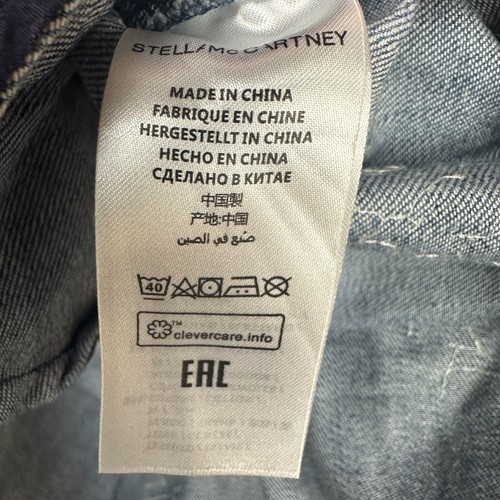 STELLA McCARTNEY
MADE IN CHINA
FABRIQUE EN CHINE
HERGESTELLT IN CHINA
HECHO EN CHINA
СДЕЛАНО В КИТАЕ
中国製
产地:中国
صنع في الصين
40
™
clevercare.info
EAC